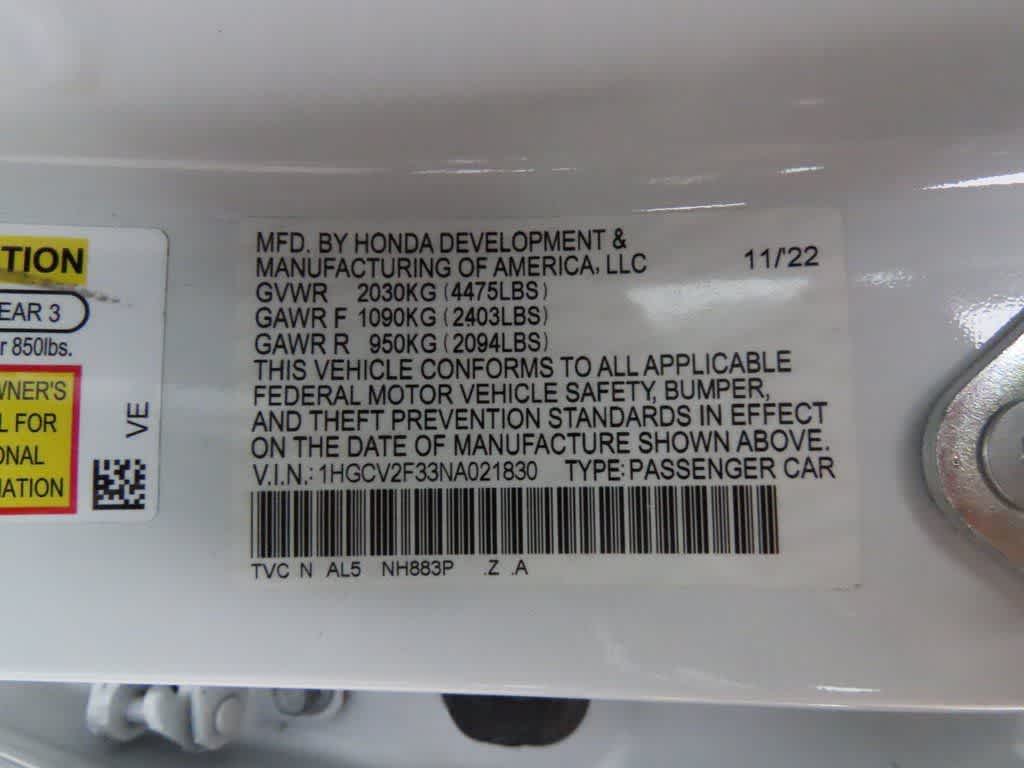 TION
EAR 3
r 850lbs.
WNER'S
L FOR
ONAL
MATION
VE
MFD. BY HONDA DEVELOPMENT &
MANUFACTURING OF AMERICA, LLC 11/'22
GVWR 2030KG (4475LBS)
GAWR F 1090KG (2403LBS)
GAWR R 950KG (2094LBS)
THIS VEHICLE CONFORMS TO ALL APPLICABLE
FEDERAL MOTOR VEHICLE SAFETY, BUMPER,
AND THEFT PREVENTION STANDARDS IN EFFECT
ON THE DATE OF MANUFACTURE SHOWN ABOVE.
V.I.N.: 1HGCV2F33NA021830 TYPE: PASSENGER CAR
TVC N AL5 NH883P .Z .A